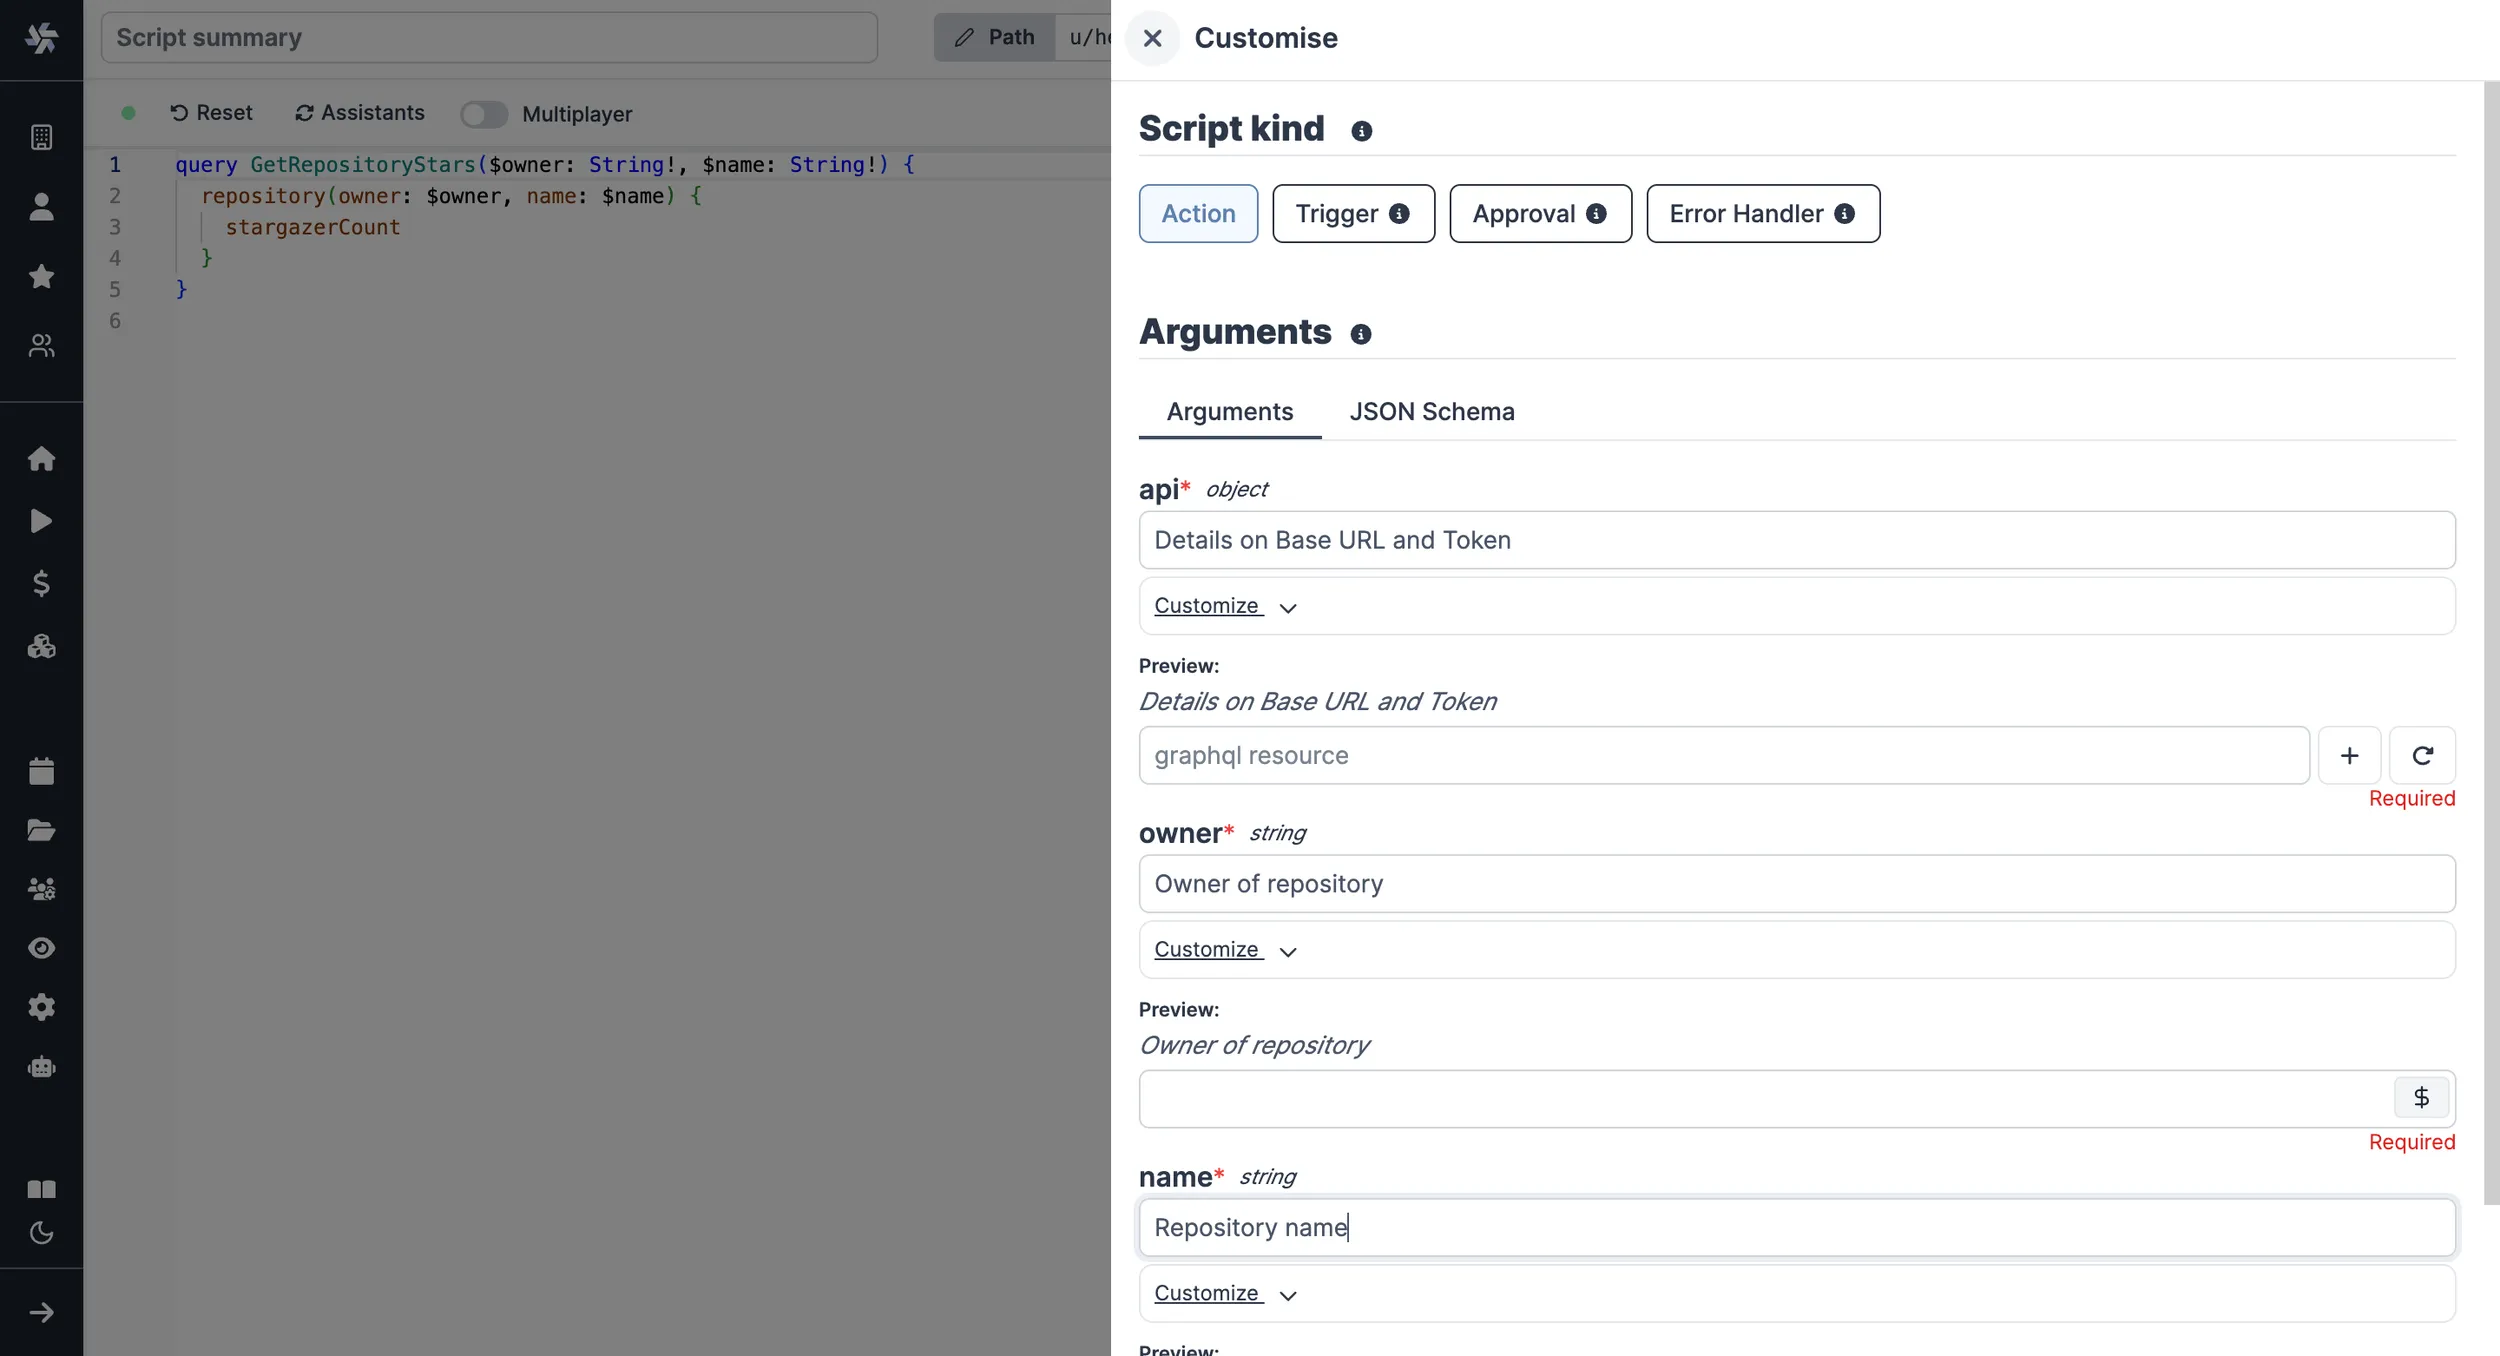 Script summary
Path
u/he
Customise
Reset
Assistants
Multiplayer
1 query GetRepositoryStars($owner: String!, $name: String!) {
2 repository(owner: $owner, name: $name) {
3 stargazerCount
4 }
5 }
6
Script kind
Action
Trigger
Approval
Error Handler
Arguments
Arguments
JSON Schema
api* object
Details on Base URL and Token
Customize
Preview:
Details on Base URL and Token
graphql resource
Required
owner* string
Owner of repository
Customize
Preview:
Owner of repository
$
Required
name* string
Repository name
Customize
Preview: